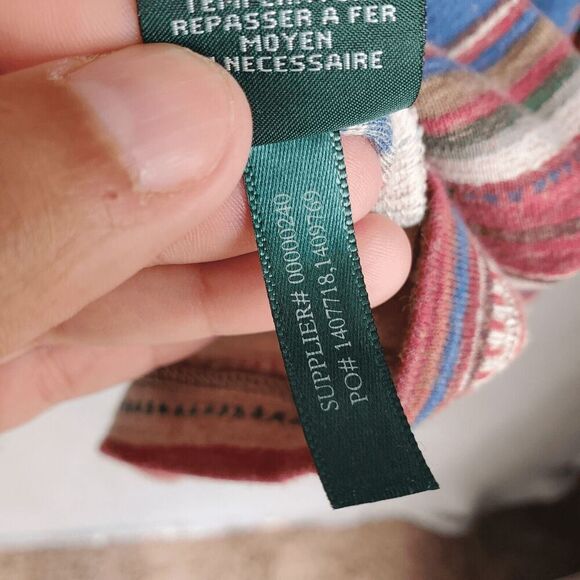 REPASSER À FER
MOYEN
NECESSAIRE
SUPPLIER# 00000240
PO# 1407718,1409769